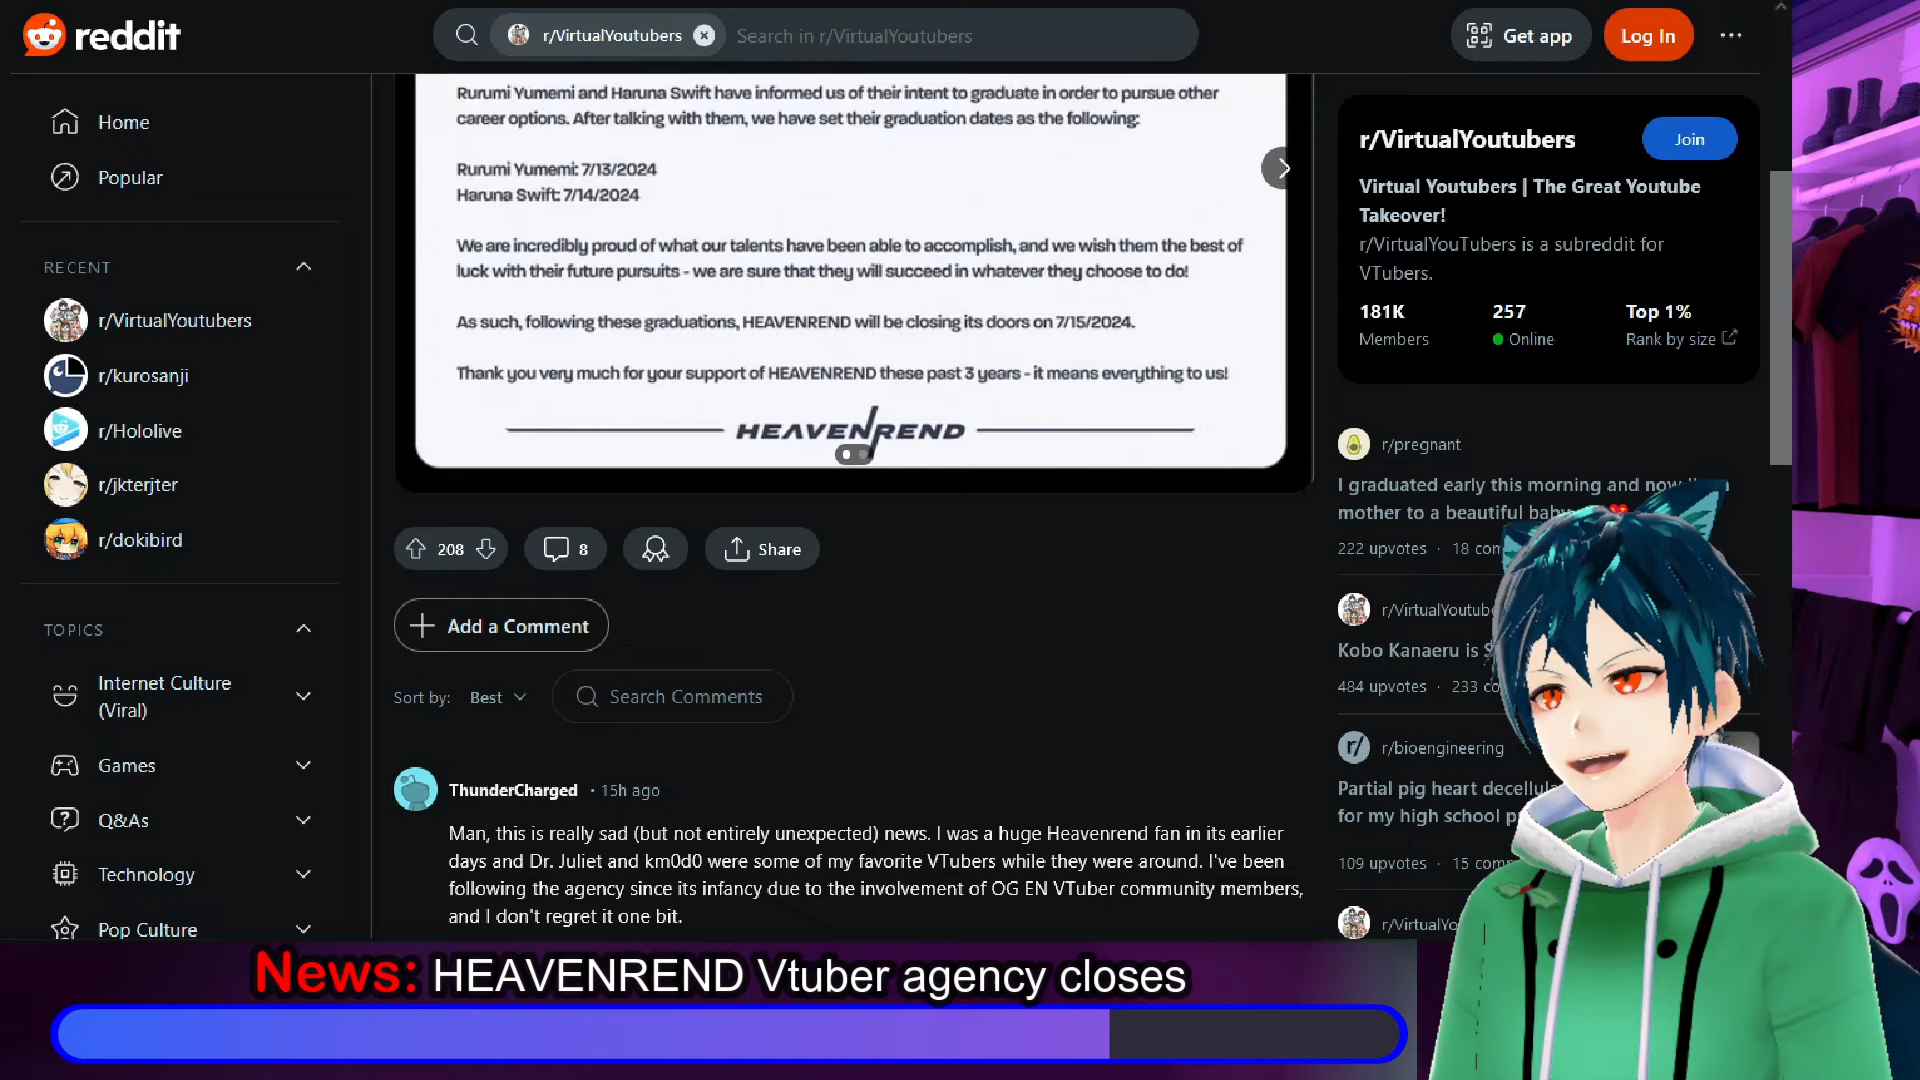 reddit
r/VirtualYoutubers
Search in r/VirtualYoutubers
Get app
Log In
Home
Popular
RECENT
r/VirtualYoutubers
r/kurosanji
r/Hololive
r/jkterjter
r/dokibird
TOPICS
Internet Culture
(Viral)
Games
Q&As
Technology
Pop Culture
Rurumi Yumemi and Haruna Swift have informed us of their intent to graduate in order to pursue other
career options. After talking with them, we have set their graduation dates as the following:
Rurumi Yumemi: 7/13/2024
Haruna Swift: 7/14/2024
We are incredibly proud of what our talents have been able to accomplish, and we wish them the best of
luck with their future pursuits - we are sure that they will succeed in whatever they choose to do!
As such, following these graduations, HEAVENREND will be closing its doors on 7/15/2024.
Thank you very much for your support of HEAVENREND these past 3 years - it means everything to us!
HEAVENREND
208
8
Share
Add a Comment
Sort by:
Best
Search Comments
ThunderCharged
• 15h ago
Man, this is really sad (but not entirely unexpected) news. I was a huge Heavenrend fan in its earlier
days and Dr. Juliet and km0d0 were some of my favorite VTubers while they were around. I've been
following the agency since its infancy due to the involvement of OG EN VTuber community members,
and I don't regret it one bit.
r/VirtualYoutubers
Join
Virtual Youtubers | The Great Youtube
Takeover!
r/VirtualYouTubers is a subreddit for
VTubers.
181K
257
Top 1%
Members
Online
Rank by size
r/pregnant
I graduated early this morning and now
mother to a beautiful baby
222 upvotes · 18
r/VirtualYoutube
Kobo Kanaeru is
484 upvotes · 233
r/
r/bioengineering
Partial pig heart
for my high school
109 upvotes · 15
r/VirtualYo
News: HEAVENREND Vtuber agency closes